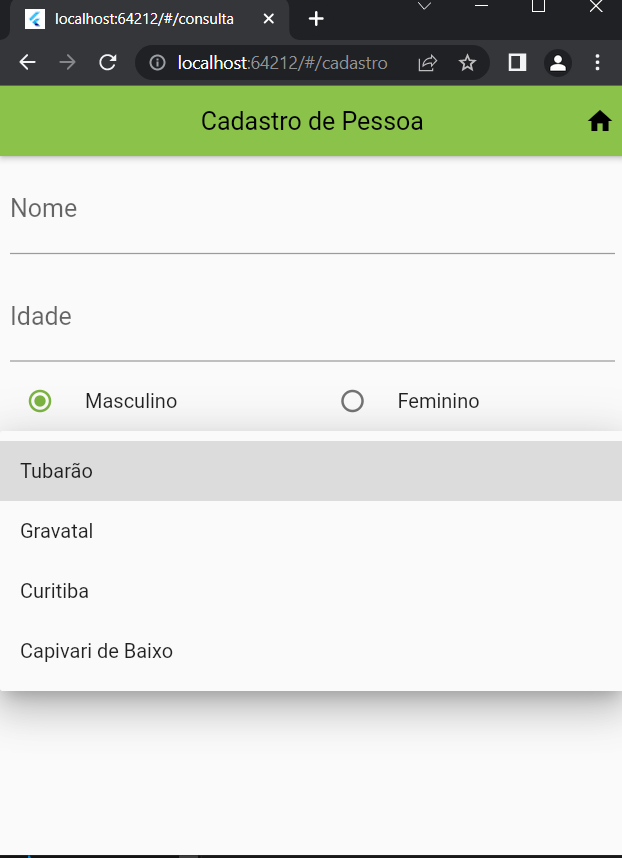 localhost:64212/#/consulta
localhost:64212/#/cadastro
Cadastro de Pessoa
Nome
Idade
Masculino Feminino
Tubarão
Gravatal
Curitiba
Capivari de Baixo